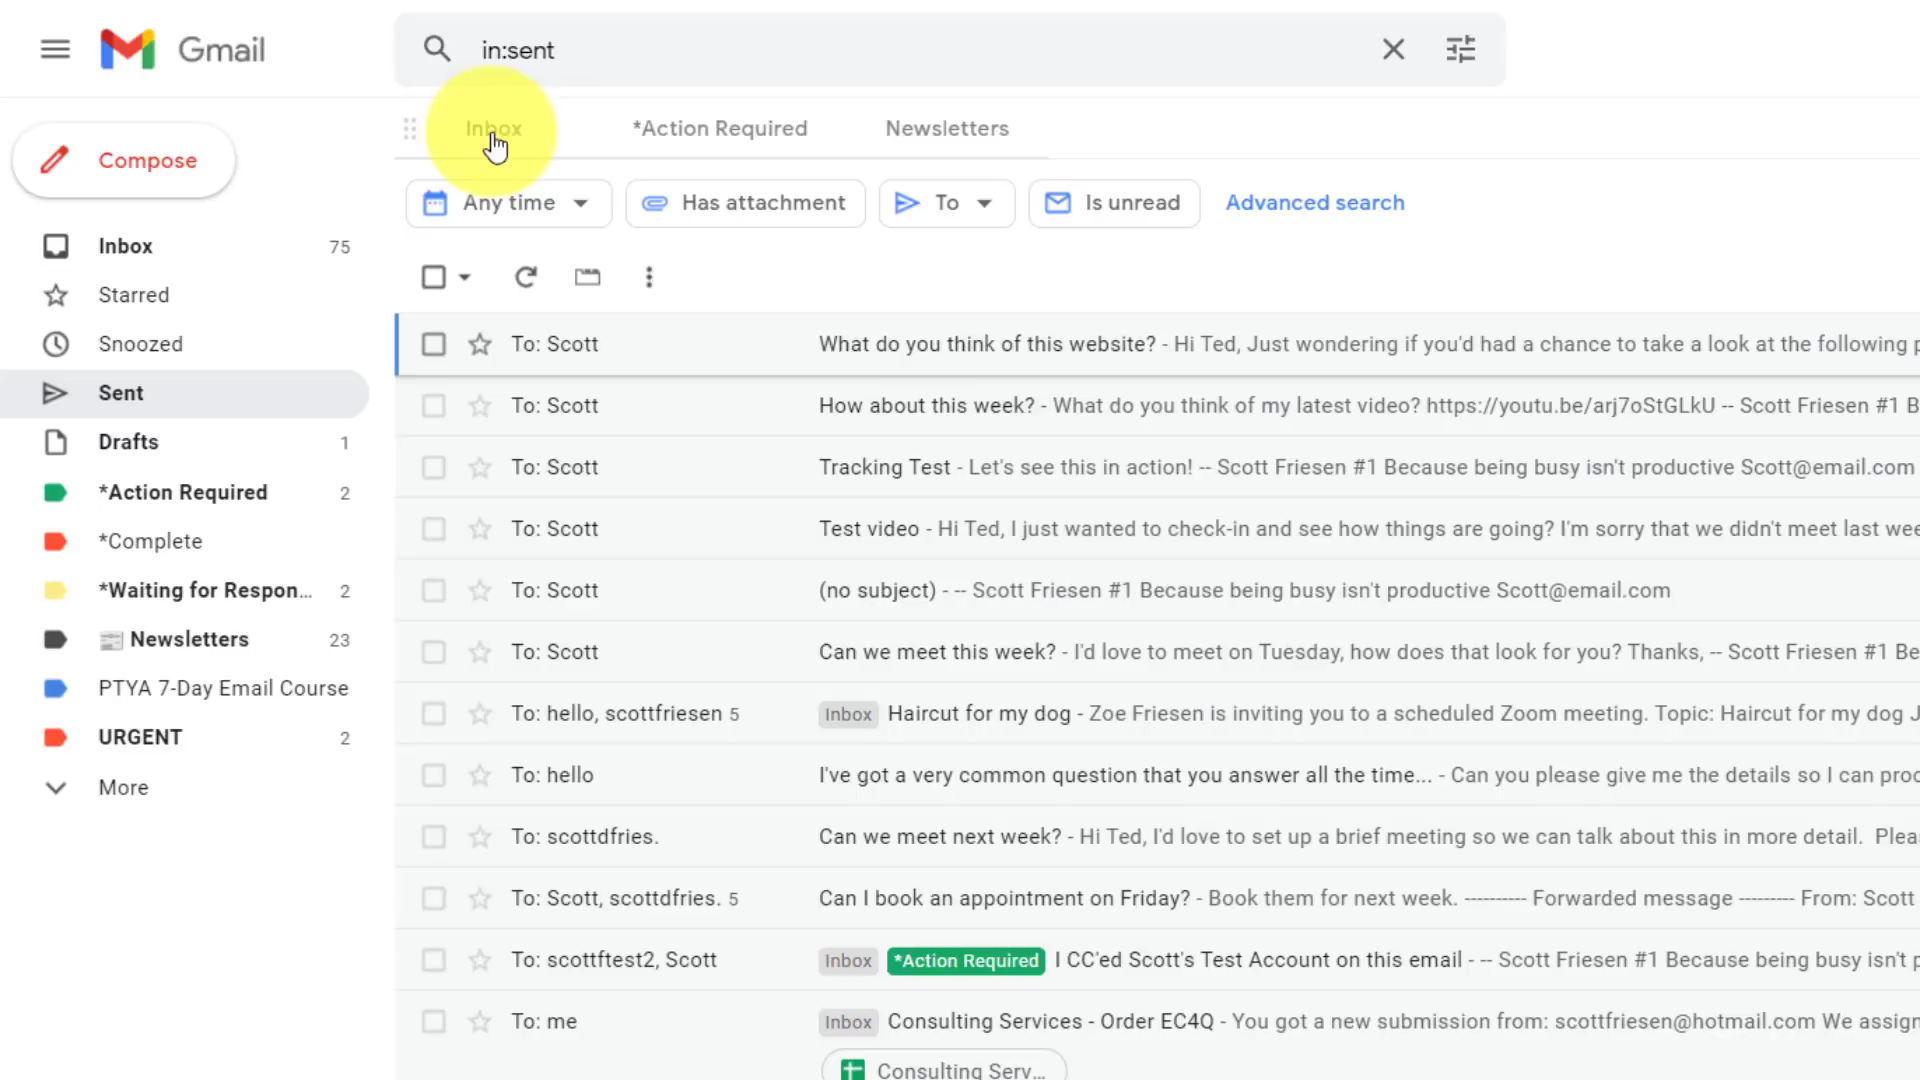 Gmail
in:sent
Inbox *Action Required Newsletters
Compose
Any time Has attachment To Is unread Advanced search
Inbox 75
Starred
Snoozed
Sent
Drafts 1
*Action Required 2
*Complete
*Waiting for Respon... 2
Newsletters 23
PTYA 7-Day Email Course
URGENT 2
More
To: Scott What do you think of this website? - Hi Ted, Just wondering if you'd had a chance to take a look at the following p
To: Scott How about this week? - What do you think of my latest video? https://youtu.be/arj7oStGLkU -- Scott Friesen #1 B
To: Scott Tracking Test - Let's see this in action! -- Scott Friesen #1 Because being busy isn't productive Scott@email.com
To: Scott Test video - Hi Ted, I just wanted to check-in and see how things are going? I'm sorry that we didn't meet last wee
To: Scott (no subject) - -- Scott Friesen #1 Because being busy isn't productive Scott@email.com
To: Scott Can we meet this week? - I'd love to meet on Tuesday, how does that look for you? Thanks, -- Scott Friesen #1 Be
To: hello, scottfriesen 5 Inbox Haircut for my dog - Zoe Friesen is inviting you to a scheduled Zoom meeting. Topic: Haircut for my dog J
To: hello I've got a very common question that you answer all the time... - Can you please give me the details so I can proc
To: scottdfries. Can we meet next week? - Hi Ted, I'd love to set up a brief meeting so we can talk about this in more detail. Plea
To: Scott, scottdfries. 5 Can I book an appointment on Friday? - Book them for next week. ---------- Forwarded message --------- From: Scott
To: scottftest2, Scott Inbox *Action Required I CC'ed Scott's Test Account on this email - -- Scott Friesen #1 Because being busy isn't p
To: me Inbox Consulting Services - Order EC4Q - You got a new submission from: scottfriesen@hotmail.com We assign
Consulting Serv...